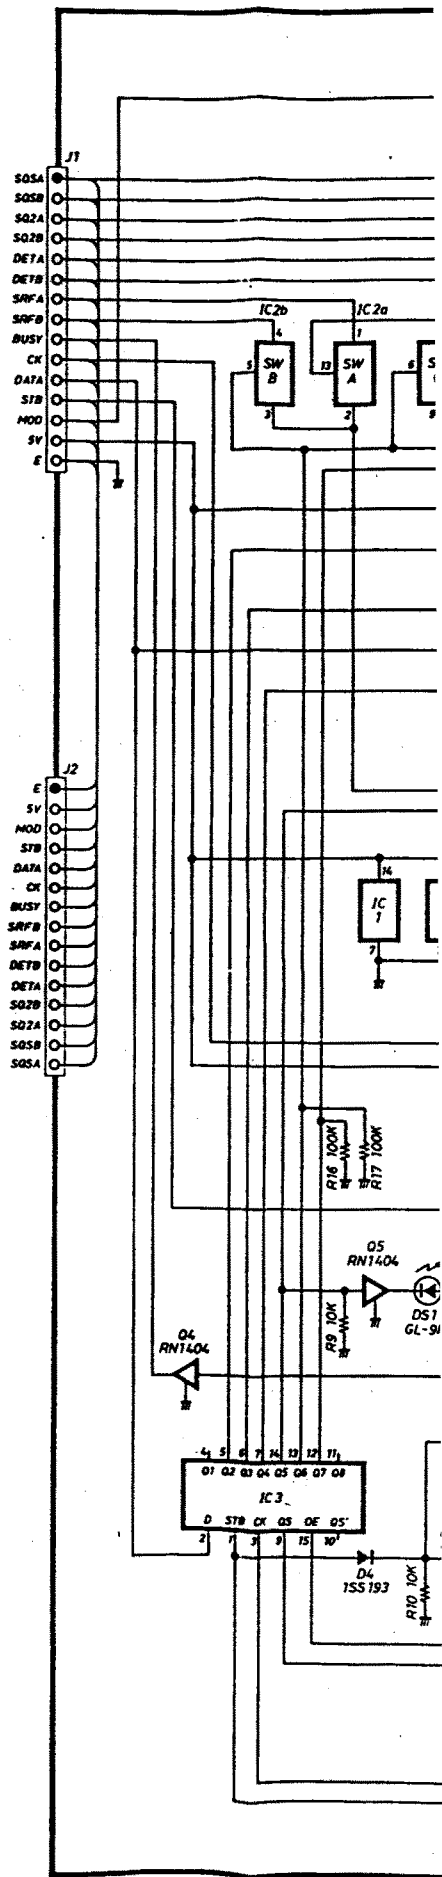 J1
SQSA
SQSB
SQ2A
SQ2B
DETA
DETB
SRFA
SRFB
BUSY
CK
DATA
STB
MOD
5V
E
IC2b
IC2a
4
1
5
SW
B
13
SW
A
6
3
2
9
J2
E
5V
MOD
STB
DATA
CK
BUSY
SRFB
SRFA
DETB
DETA
SQ2B
SQ2A
SQSB
SQSA
14
IC
1
7
R16 100K
R17 100K
Q5
RN1404
R9 10K
DS1
Q4
RN1404
4 5 6 7 14 13 12 11
Q1 Q2 Q3 Q4 Q5 Q6 Q7 Q8
IC3
D STB CK QS OE QS'
2 1 3 9 15 10
D4
1SS193
R10 10K